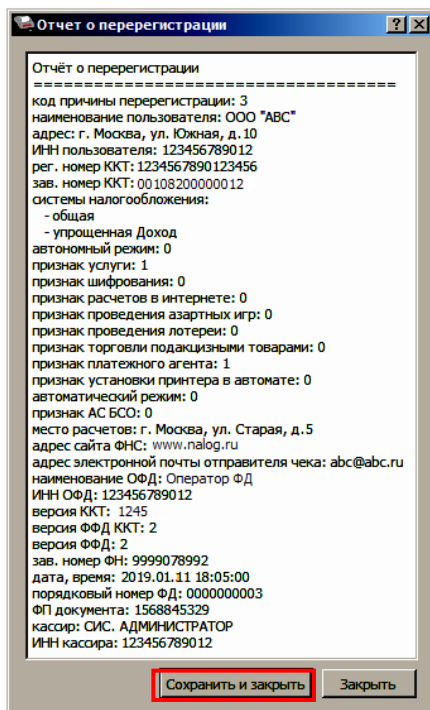 Отчет о перерегистрации
Отчёт о перерегистрации
====================================
код причины перерегистрации: 3
наименование пользователя: ООО "АВС"
адрес: г. Москва, ул. Южная, д.10
ИНН пользователя: 123456789012
рег. номер ККТ: 1234567890123456
зав. номер ККТ: 00108200000012
системы налогообложения:
- общая
- упрощенная Доход
автономный режим: 0
признак услуги: 1
признак шифрования: 0
признак расчетов в интернете: 0
признак проведения азартных игр: 0
признак проведения лотереи: 0
признак торговли подакцизными товарами: 0
признак платежного агента: 1
признак установки принтера в автомате: 0
автоматический режим: 0
признак АС БСО: 0
место расчетов: г. Москва, ул. Старая, д.5
адрес сайта ФНС: www.nalog.ru
адрес электронной почты отправителя чека: abc@abc.ru
наименование ОФД: Оператор ФД
ИНН ОФД: 123456789012
версия ККТ: 1245
версия ФФД ККТ: 2
версия ФФД: 2
зав. номер ФН: 9999078992
дата, время: 2019.01.11 18:05:00
порядковый номер ФД: 0000000003
ФП документа: 1568845329
кассир: СИС. АДМИНИСТРАТОР
ИНН кассира: 123456789012
Сохранить и закрыть Закрыть